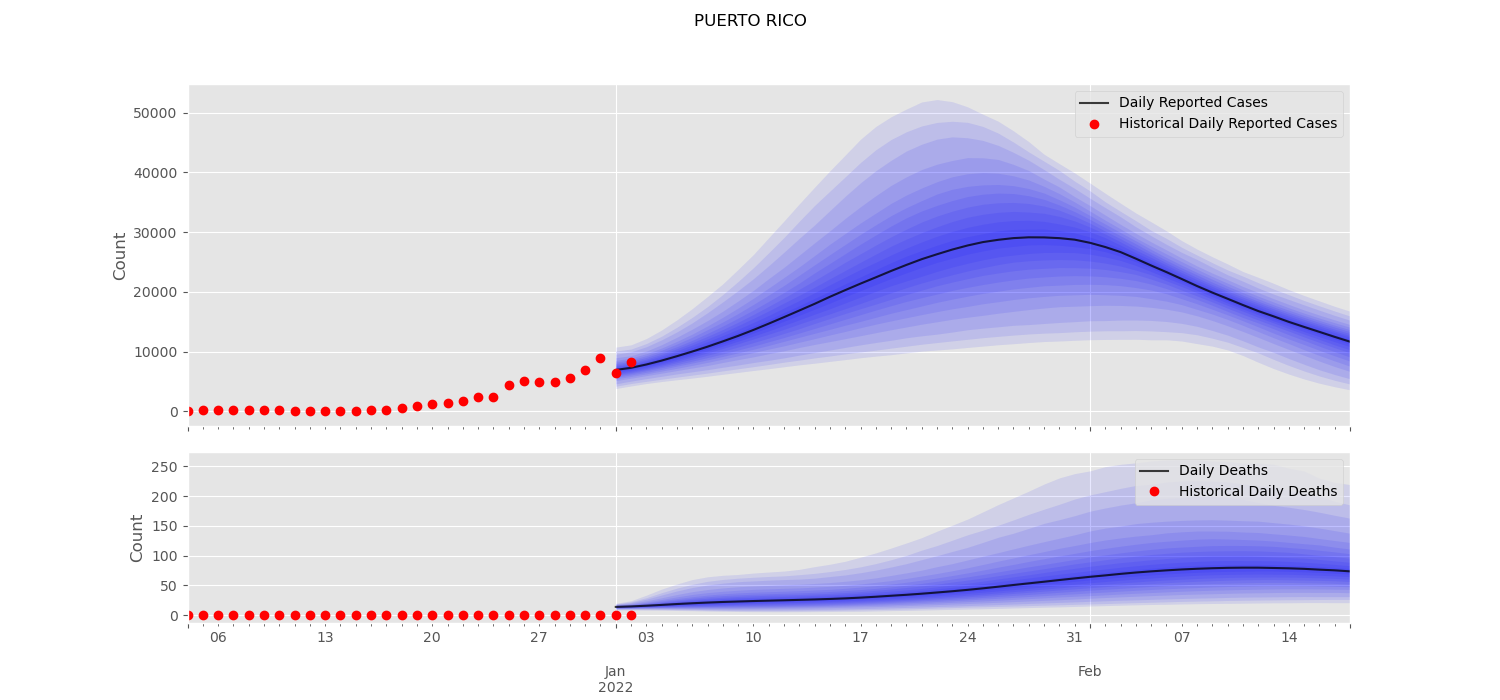 PUERTO RICO
50000
40000
30000
20000
10000
0
Count
Daily Reported Cases
Historical Daily Reported Cases
250
200
150
100
50
0
Count
Daily Deaths
Historical Daily Deaths
06 13 20 27 03 10 17 24 31 07 14
Jan Feb
2022